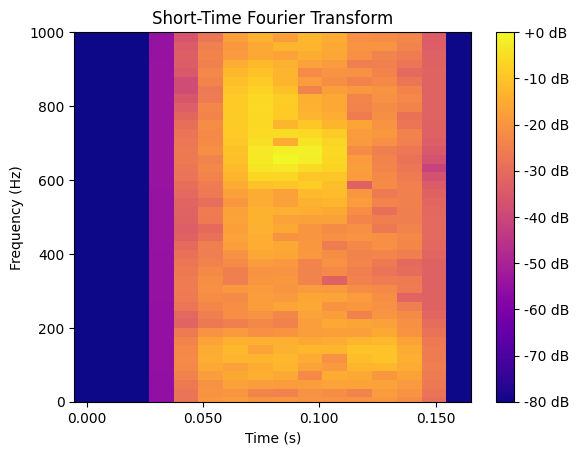 Short-Time Fourier Transform
Frequency (Hz)
1000
800
600
400
200
0
0.000
0.050
0.100
0.150
Time (s)
+0 dB
-10 dB
-20 dB
-30 dB
-40 dB
-50 dB
-60 dB
-70 dB
-80 dB